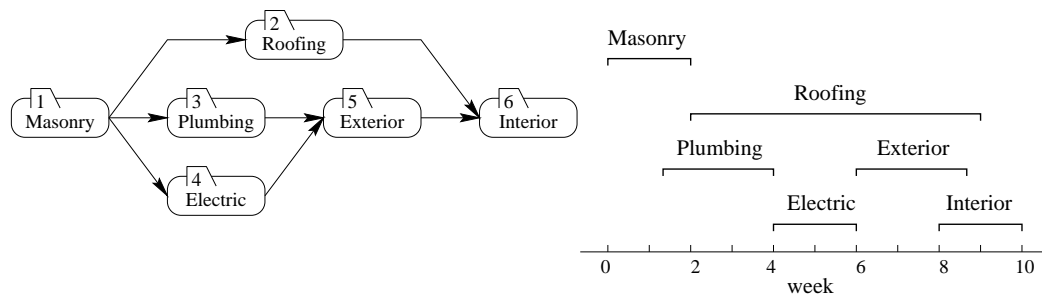 1
Masonry
2
Roofing
3
Plumbing
4
Electric
5
Exterior
6
Interior
Masonry
Roofing
Plumbing
Exterior
Electric
Interior
0 2 4 6 8 10
week